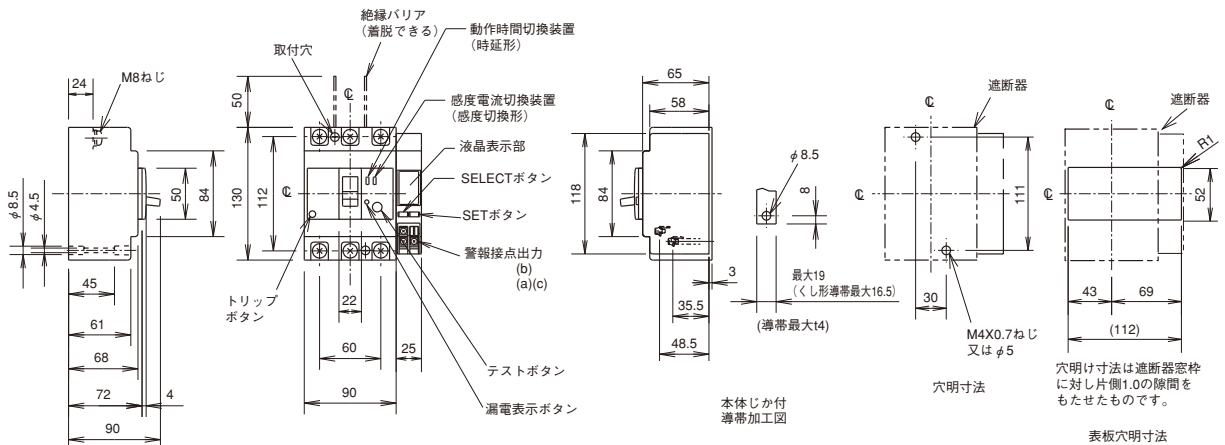 24
M8ねじ
φ8.5
φ4.5
50
84
45
61
68
72
4
90
取付穴
絶縁バリア
（着脱できる）
動作時間切換装置
（時延形）
感度電流切換装置
（感度切換形）
液晶表示部
SELECTボタン
SETボタン
警報接点出力
(b)
(a)(c)
50
130
112
℄
℄
トリップ
ボタン
22
60
25
90
テストボタン
漏電表示ボタン
65
58
118
84
3
35.5
48.5
φ8.5
8
最大19
（くし形導帯最大16.5）
(導帯最大t4)
本体じか付
導帯加工図
℄
遮断器
℄
111
30
M4X0.7ねじ
又はφ5
穴明寸法
℄
遮断器
R1
℄
52
43
69
(112)
穴明け寸法は遮断器窓枠
に対し片側1.0の隙間を
もたせたものです。
表板穴明寸法